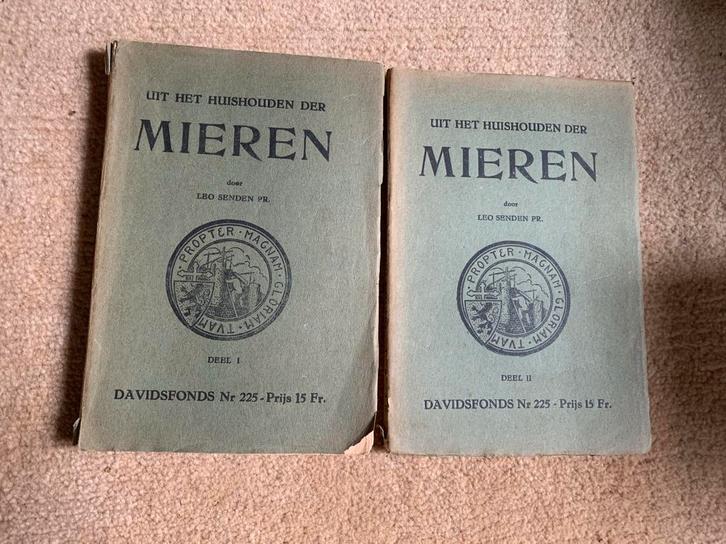 UIT HET HUISHOUDEN DER
MIEREN
door
LEO SENDEN PR.
PROPTER · MAGNAM · GLORIAM · TVAM
DEEL I
DAVIDSFONDS Nr 225 - Prijs 15 Fr.
UIT HET HUISHOUDEN DER
MIEREN
door
LEO SENDEN PR.
PROPTER · MAGNAM · GLORIAM · TVAM
DEEL II
DAVIDSFONDS Nr 225 - Prijs 15 Fr.